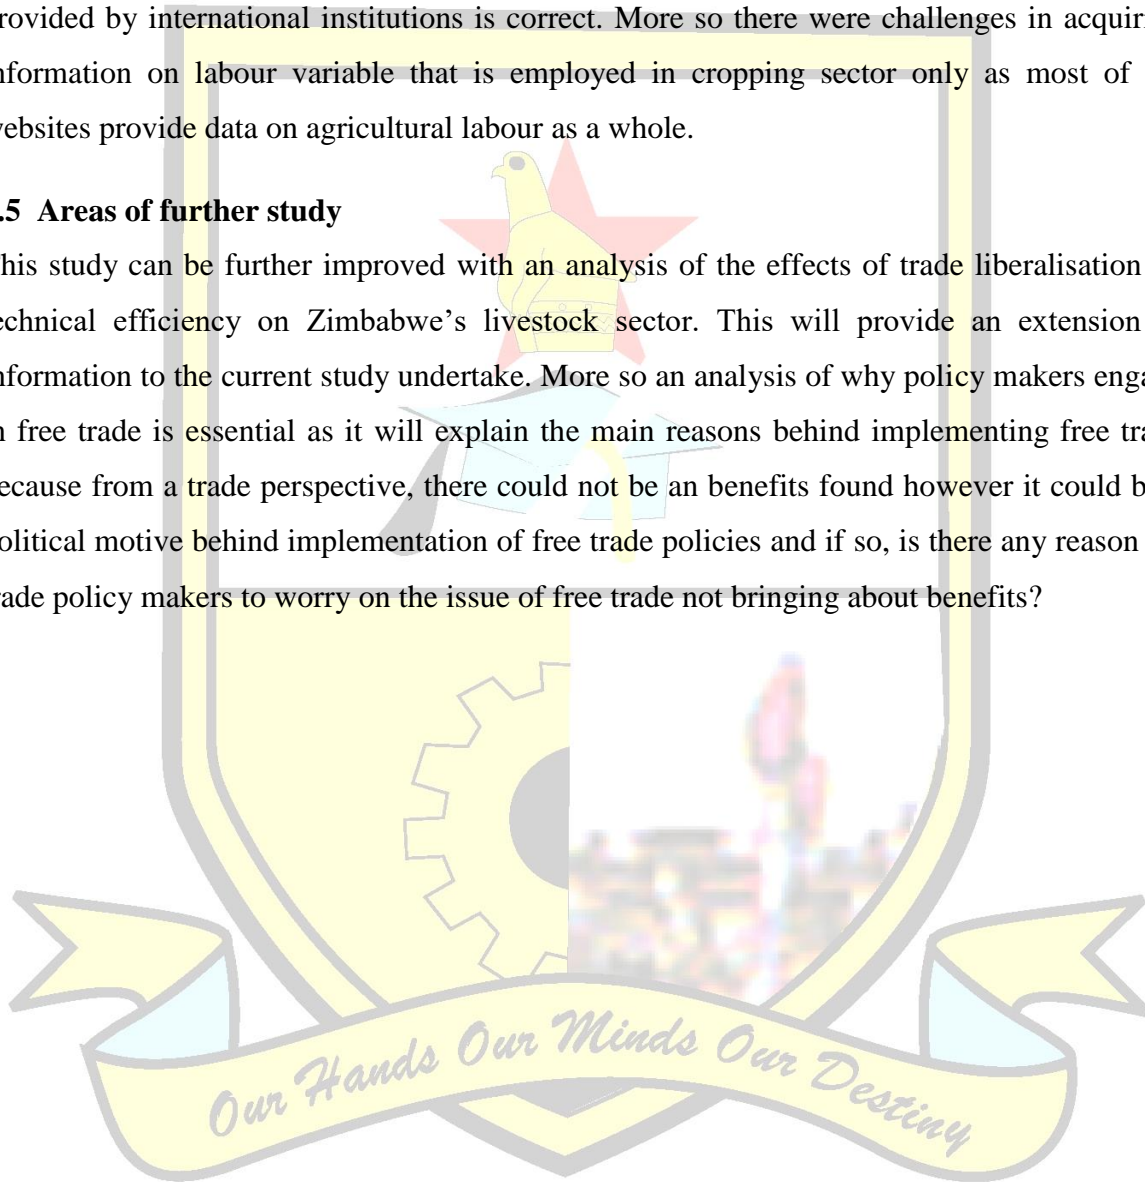 rovided by international institutions is correct. More so there were challenges in acquiri
nformation on labour variable that is employed in cropping sector only as most of
ebsites provide data on agricultural labour as a whole.
.5 Areas of further study
his study can be further improved with an analysis of the effects of trade liberalisation
echnical efficiency on Zimbabwe's livestock sector. This will provide an extension
nformation to the current study undertake. More so an analysis of why policy makers enga
n free trade is essential as it will explain the main reasons behind implementing free tra
ecause from a trade perspective, there could not be an benefits found however it could b
olitical motive behind implementation of free trade policies and if so, is there any reason
rade policy makers to worry on the issue of free trade not bringing about benefits?
Our Hands Our Minds Our Destiny